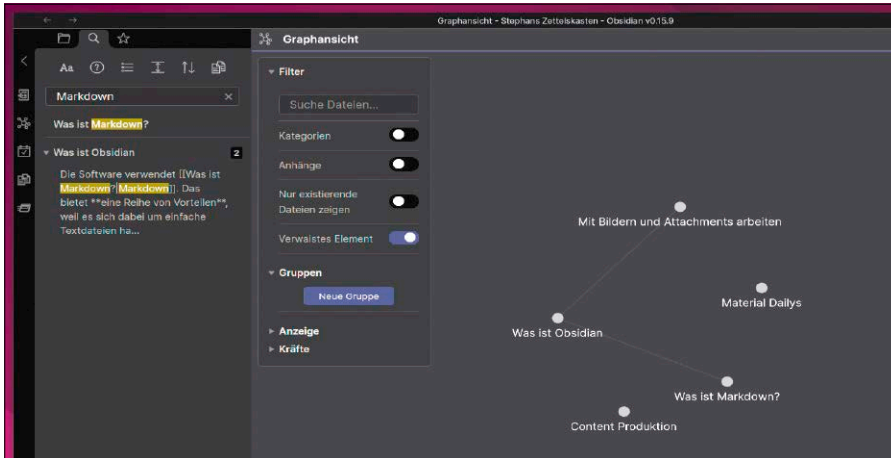 Graphansicht - Stephans Zettelskasten - Obsidian v0.15.9
Graphansicht
Aa
Markdown
Was ist Markdown?
Was ist Obsidian
2
Die Software verwendet [[Was ist
Markdown?|Markdown]]. Das
bietet **eine Reihe von Vorteilen**,
weil es sich dabei um einfache
Textdateien ha...
Filter
Suche Dateien...
Kategorien
Anhänge
Nur existierende
Dateien zeigen
Verwaistes Element
Gruppen
Neue Gruppe
Anzeige
Kräfte
Mit Bildern und Attachments arbeiten
Material Dailys
Was ist Obsidian
Was ist Markdown?
Content Produktion